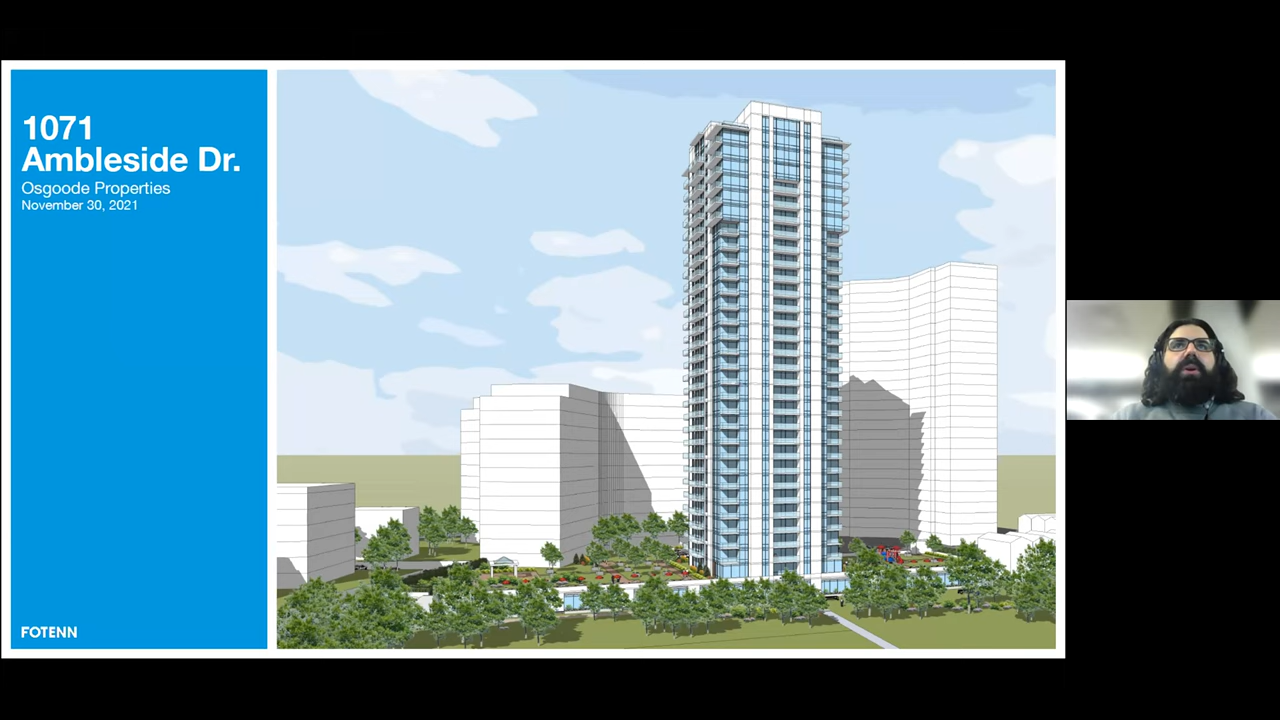 1071
Ambleside Dr.
Osgoode Properties
November 30, 2021
FOTENN